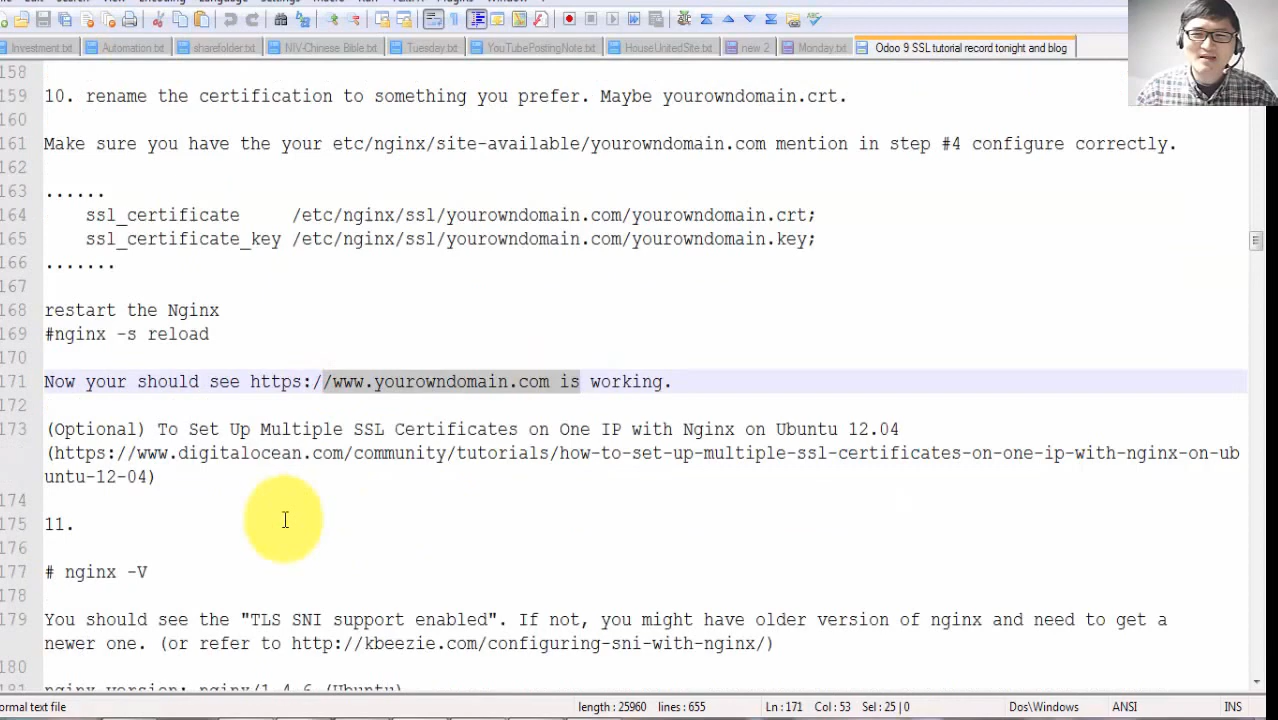 Investment.txt Automation.txt sharefolder.txt NIV-Chinese Bible.txt Tuesday.txt YouTubePostingNote.txt HouseUnitedSite.txt new 2 Monday.txt Odoo 9 SSL tutorial record tonight and blog
158
159 10. rename the certification to something you prefer. Maybe yourowndomain.crt.
160
161 Make sure you have the your etc/nginx/site-available/yourowndomain.com mention in step #4 configure correctly.
162
163 ......
164 ssl_certificate /etc/nginx/ssl/yourowndomain.com/yourowndomain.crt;
165 ssl_certificate_key /etc/nginx/ssl/yourowndomain.com/yourowndomain.key;
166 .......
167
168 restart the Nginx
169 #nginx -s reload
170
171 Now your should see https://www.yourowndomain.com is working.
172
173 (Optional) To Set Up Multiple SSL Certificates on One IP with Nginx on Ubuntu 12.04
(https://www.digitalocean.com/community/tutorials/how-to-set-up-multiple-ssl-certificates-on-one-ip-with-nginx-on-ub
untu-12-04)
174
175 11.
176
177 # nginx -V
178
179 You should see the "TLS SNI support enabled". If not, you might have older version of nginx and need to get a
newer one. (or refer to http://kbeezie.com/configuring-sni-with-nginx/)
180
181 nginx version: nginx/1.4.6 (Ubuntu)
ormal text file length : 25960 lines : 655 Ln : 171 Col : 53 Sel : 25 | 0 Dos\Windows ANSI INS